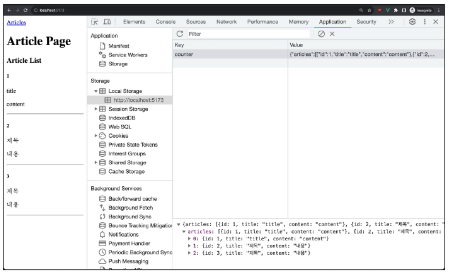 localhost:5173
Incognito
Articles
Article Page
Article List
1
title
content
2
제목
내용
3
제목
내용
Elements
Console
Sources
Network
Performance
Memory
Application
Security
Application
Manifest
Service Workers
Storage
Storage
Local Storage
http://localhost:5173
Session Storage
IndexedDB
Web SQL
Cookies
Private State Tokens
Interest Groups
Shared Storage
Cache Storage
Background Services
Back/forward cache
Background Fetch
Background Sync
Bounce Tracking Mitigation
Notifications
Payment Handler
Periodic Background Sync
Push Messaging
Filter
Key
Value
counter
{"articles":[{"id":1,"title":"title","content":"content"},{"id":2,...
{articles: [{id: 1, title: "title", content: "content"}, {id: 2, title: "제목", content: "
articles: [{id: 1, title: "title", content: "content"}, {id: 2, title: "제목", content:
0: {id: 1, title: "title", content: "content"}
1: {id: 2, title: "제목", content: "내용"}
2: {id: 3, title: "제목", content: "내용"}